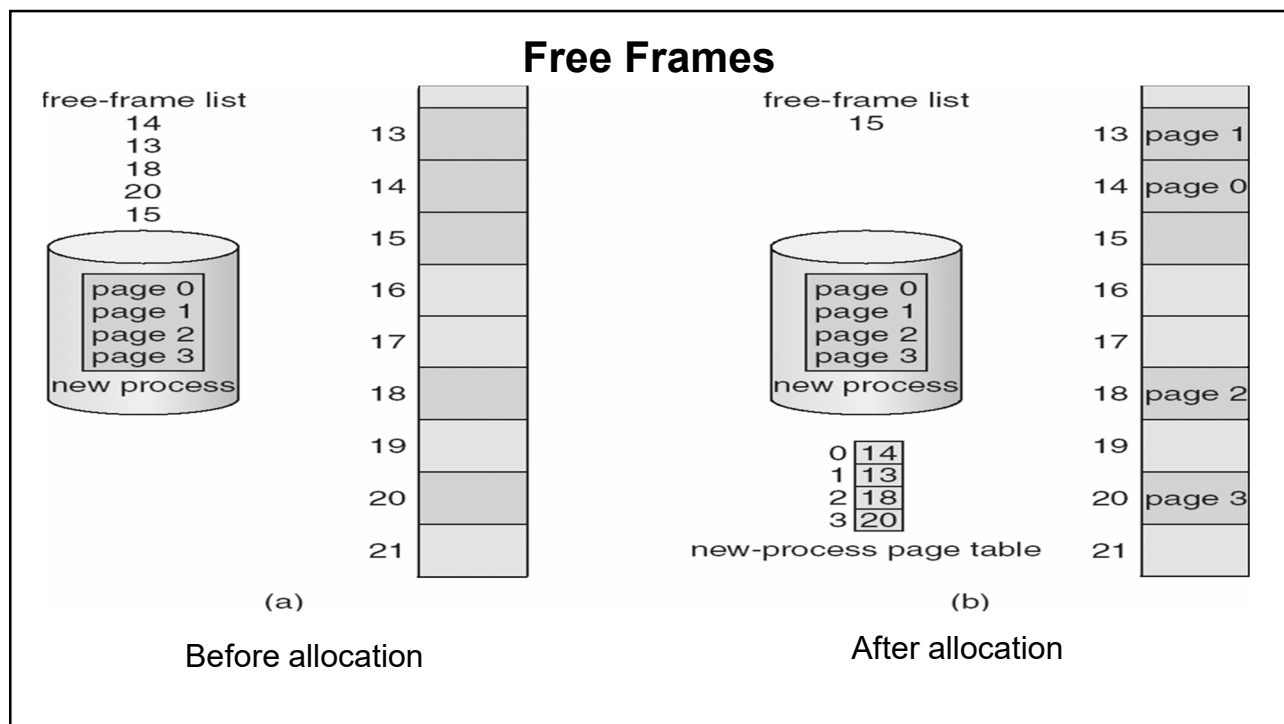 Free Frames
free-frame list
14
13
18
20
15
page 0
page 1
page 2
page 3
new process
13
14
15
16
17
18
19
20
21
(a)
Before allocation
free-frame list
15
page 0
page 1
page 2
page 3
new process
0 14
1 13
2 18
3 20
new-process page table
13 page 1
14 page 0
15
16
17
18 page 2
19
20 page 3
21
(b)
After allocation